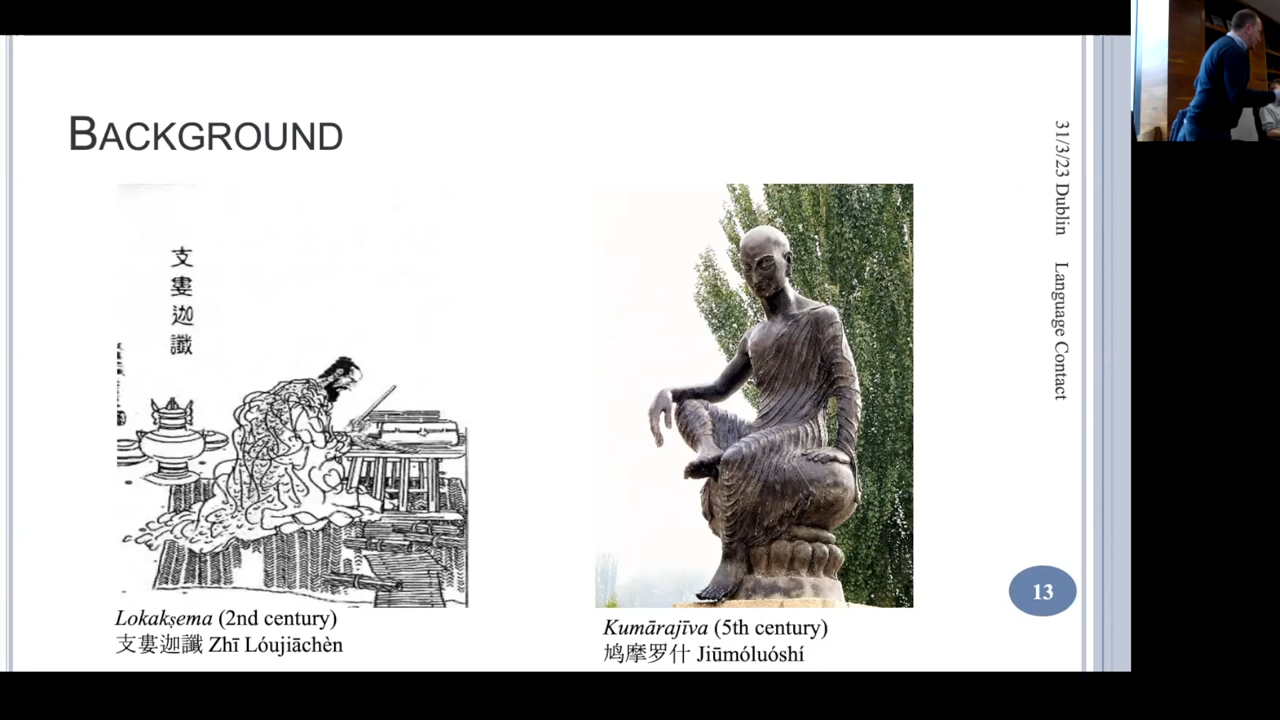 BACKGROUND
支
婁
迦
讖
Lokakṣema (2nd century)
支婁迦讖 Zhī Lóujiāchèn
Kumārajīva (5th century)
鸠摩罗什 Jiūmóluóshí
31/3/23 Dublin Language Contact
13